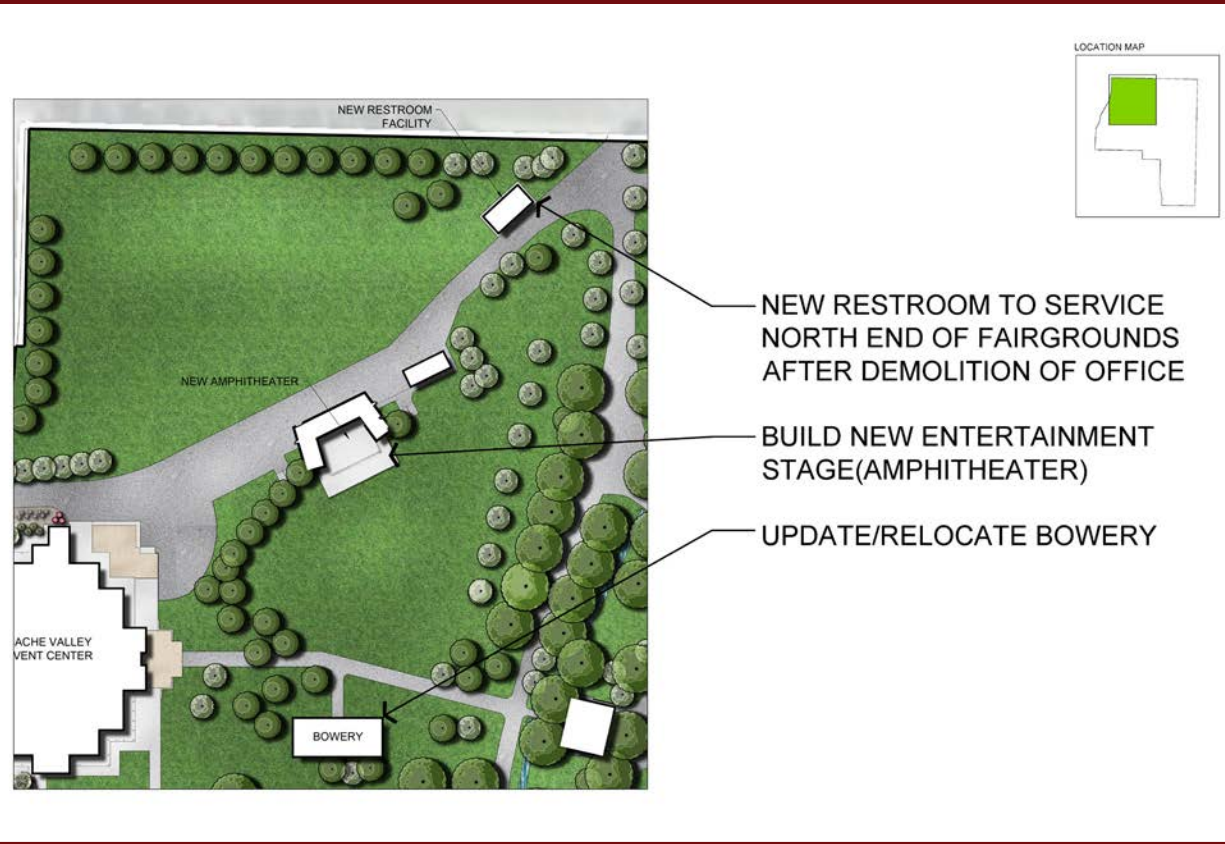 LOCATION MAP
NEW RESTROOM
FACILITY
NEW AMPHITHEATER
ACHE VALLEY
VENT CENTER
BOWERY
NEW RESTROOM TO SERVICE
NORTH END OF FAIRGROUNDS
AFTER DEMOLITION OF OFFICE
BUILD NEW ENTERTAINMENT
STAGE(AMPHITHEATER)
UPDATE/RELOCATE BOWERY